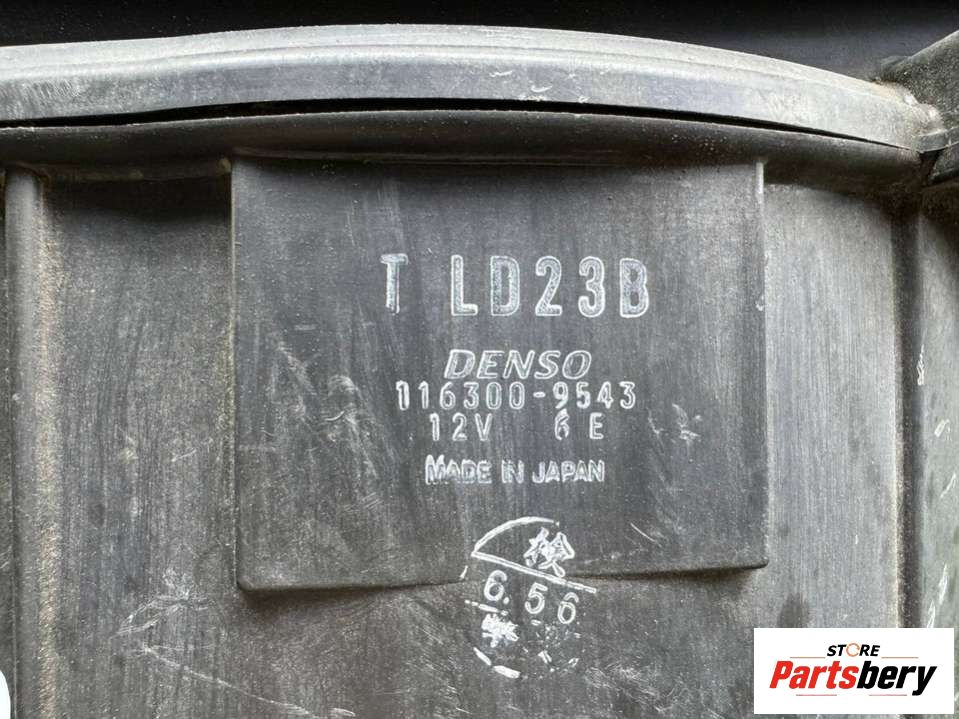 T LD23B
DENSO
116300-9543
12V 6E
MADE IN JAPAN
検
6.56
STORE
Partsbery